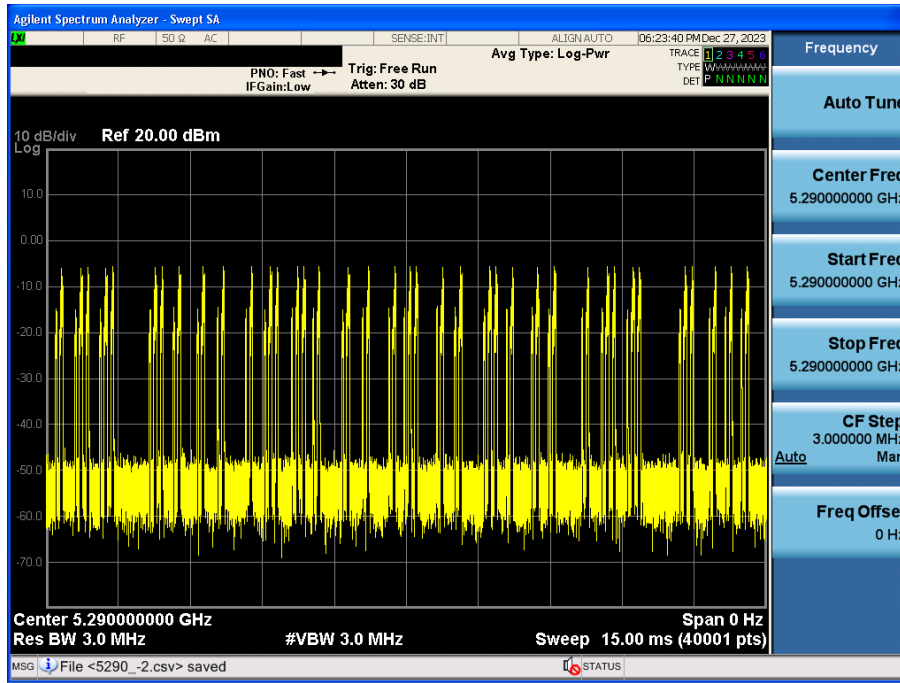 Agilent Spectrum Analyzer - Swept SA
LXI RF 50 Ω AC SENSE:INT ALIGN AUTO 06:23:40 PM Dec 27, 2023
Avg Type: Log-Pwr TRACE 1 2 3 4 5 6
PNO: Fast Trig: Free Run TYPE WWWWWW
IFGain:Low Atten: 30 dB DET P N N N N N
10 dB/div Ref 20.00 dBm
Log
10.0
0.00
-10.0
-20.0
-30.0
-40.0
-50.0
-60.0
-70.0
Center 5.290000000 GHz Span 0 Hz
Res BW 3.0 MHz #VBW 3.0 MHz Sweep 15.00 ms (40001 pts)
MSG File <5290_-2.csv> saved STATUS
Frequency
Auto Tune
Center Freq
5.290000000 GHz
Start Freq
5.290000000 GHz
Stop Freq
5.290000000 GHz
CF Step
3.000000 MHz
Auto Man
Freq Offset
0 Hz